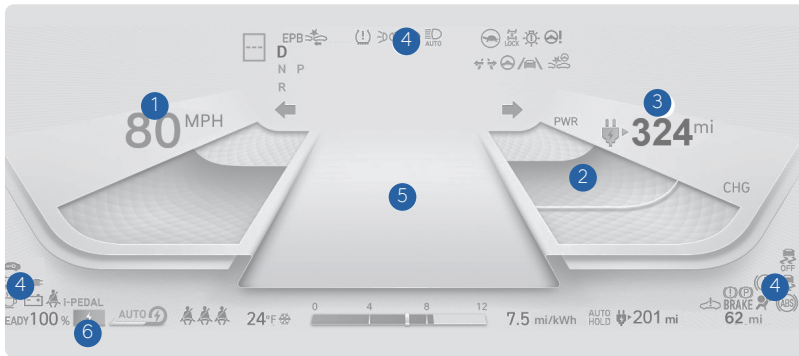 EPB
4
AUTO
LOCK
D
N P
R
1
80 MPH
PWR
3
324 mi
2
CHG
5
OFF
4
I-PEDAL
4
ABS
EADY 100 %
6
AUTO
24°F
0 4 8 12
7.5 mi/kWh
AUTO HOLD
201 mi
BRAKE
62 mi